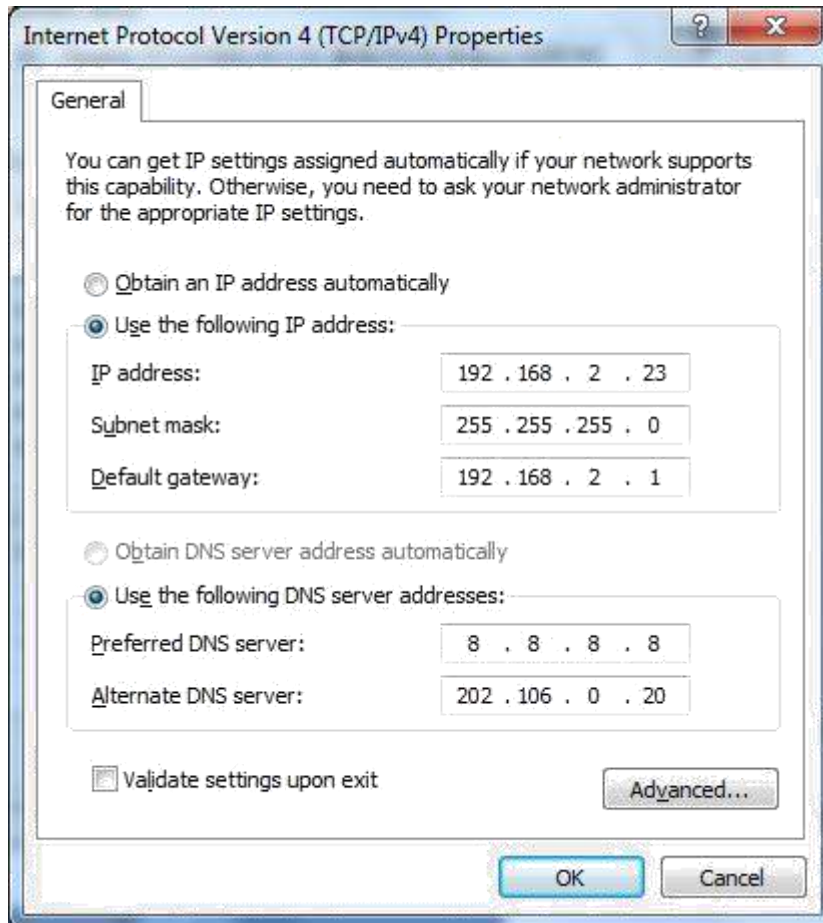 Internet Protocol Version 4 (TCP/IPv4) Properties
General
You can get IP settings assigned automatically if your network supports
this capability. Otherwise, you need to ask your network administrator
for the appropriate IP settings.
Obtain an IP address automatically
Use the following IP address:
IP address: 192 . 168 . 2 . 23
Subnet mask: 255 . 255 . 255 . 0
Default gateway: 192 . 168 . 2 . 1
Obtain DNS server address automatically
Use the following DNS server addresses:
Preferred DNS server: 8 . 8 . 8 . 8
Alternate DNS server: 202 . 106 . 0 . 20
Validate settings upon exit
Advanced...
OK Cancel